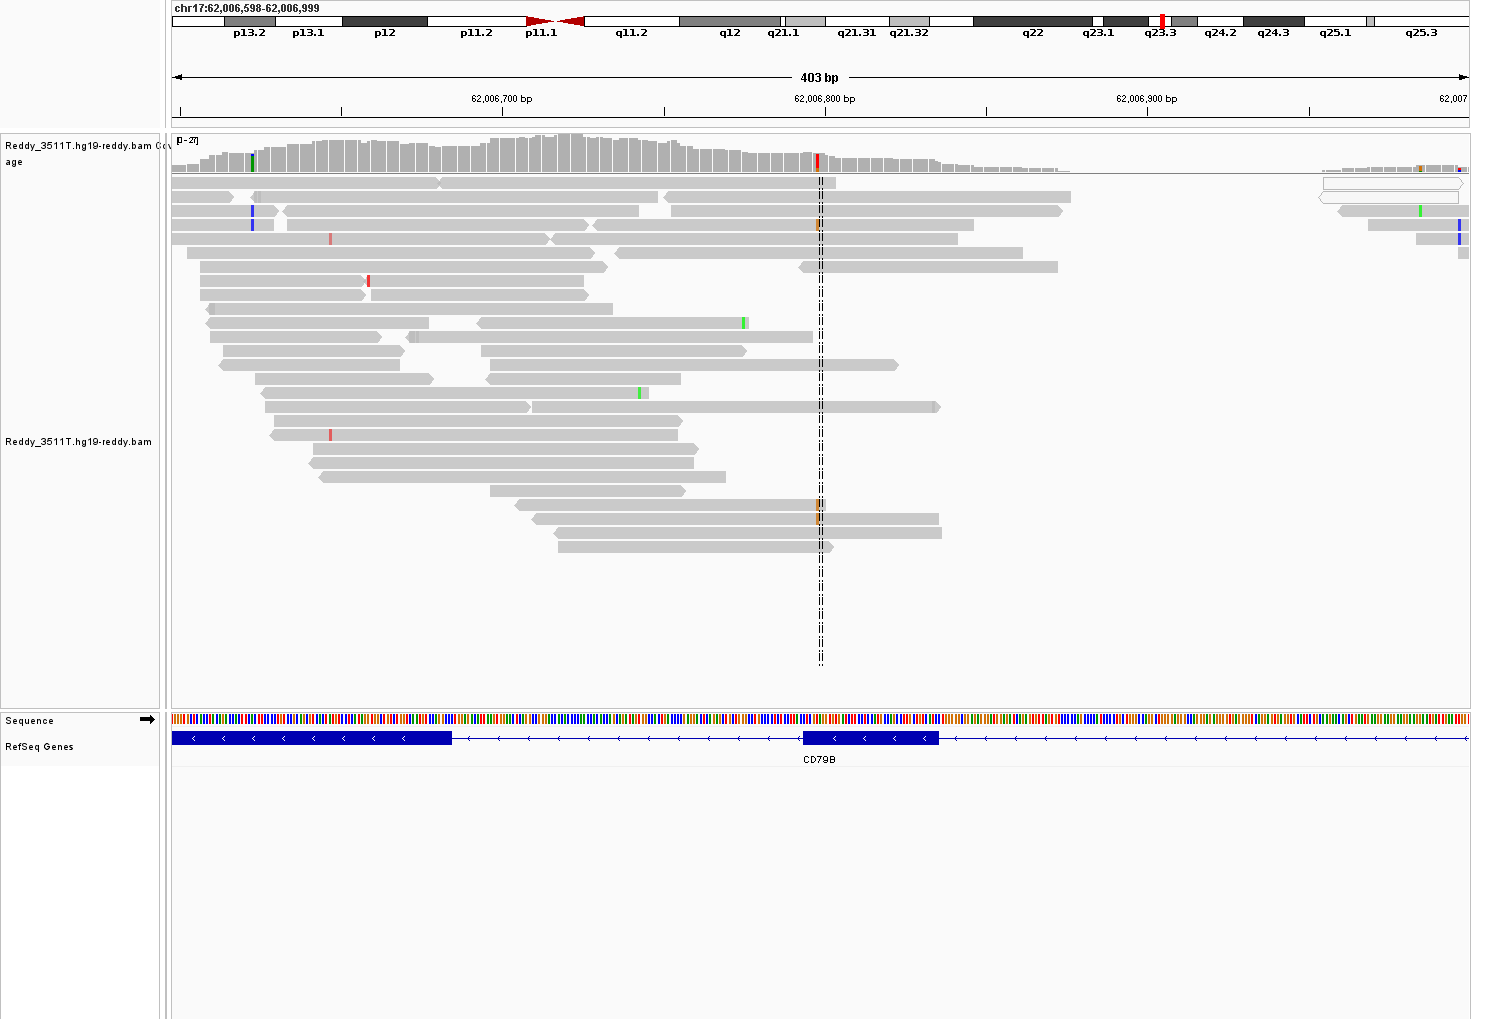 chr17:62,006,598-62,006,999
p13.2 p13.1 p12 p11.2 p11.1 q11.2 q12 q21.1 q21.31 q21.32 q22 q23.1 q23.3 q24.2 q24.3 q25.1 q25.3
403 bp
62,006,700 bp 62,006,800 bp 62,006,900 bp 62,007
Reddy_3511T.hg19-reddy.bam Cov
age
[0 - 27]
Reddy_3511T.hg19-reddy.bam
Sequence
RefSeq Genes
CD79B